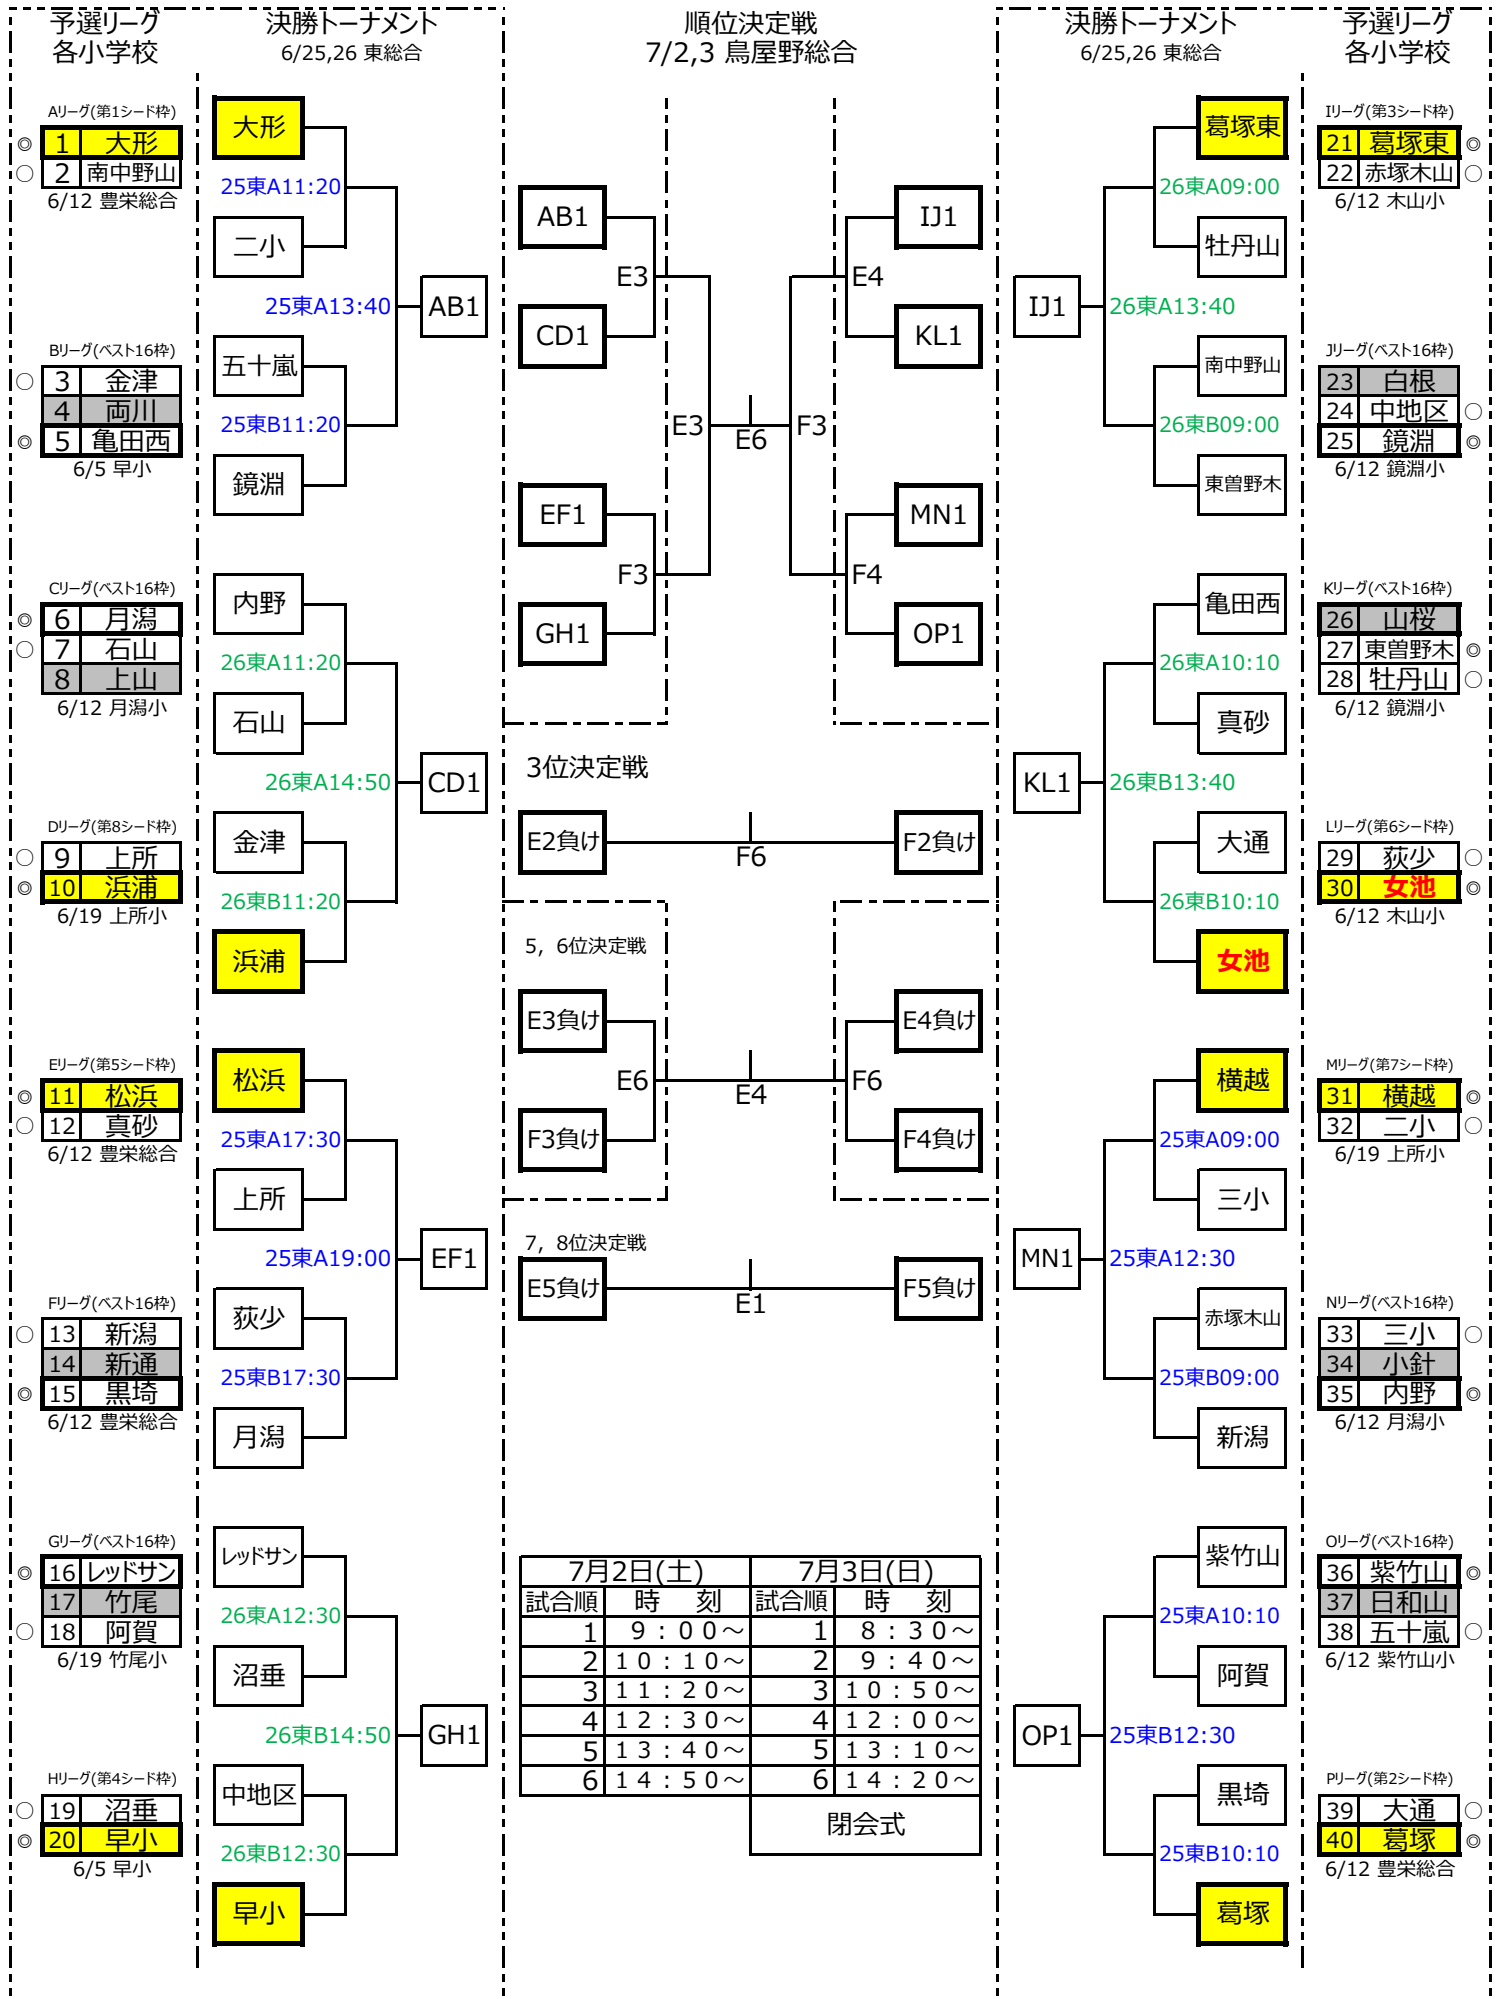 予選リーグ
各小学校
決勝トーナメント
6/25,26 東総合
順位決定戦
7/2,3 鳥屋野総合
決勝トーナメント
6/25,26 東総合
予選リーグ
各小学校
Aリーグ(第1シード枠)
◎ 1 大形
○ 2 南中野山
6/12 豊栄総合
Bリーグ(ベスト16枠)
○ 3 金津
4 両川
◎ 5 亀田西
6/5 早小
Cリーグ(ベスト16枠)
◎ 6 月潟
○ 7 石山
8 上山
6/12 月潟小
Dリーグ(第8シード枠)
○ 9 上所
◎ 10 浜浦
6/19 上所小
Eリーグ(第5シード枠)
◎ 11 松浜
○ 12 真砂
6/12 豊栄総合
Fリーグ(ベスト16枠)
○ 13 新潟
14 新通
◎ 15 黒埼
6/12 豊栄総合
Gリーグ(ベスト16枠)
◎ 16 レッドサン
17 竹尾
○ 18 阿賀
6/19 竹尾小
Hリーグ(第4シード枠)
○ 19 沼垂
◎ 20 早小
6/5 早小
大形
25東A11:20
二小
25東A13:40
AB1
五十嵐
25東B11:20
鏡淵
内野
26東A11:20
石山
26東A14:50
CD1
金津
26東B11:20
浜浦
松浜
25東A17:30
上所
25東A19:00
EF1
荻少
25東B17:30
月潟
レッドサン
26東A12:30
沼垂
26東B14:50
GH1
中地区
26東B12:30
早小
AB1
IJ1
E3
E4
CD1
KL1
E3
E6
F3
EF1
MN1
F3
F4
GH1
OP1
3位決定戦
E2負け
F6
F2負け
5，6位決定戦
E3負け
E4負け
E6
E4
F6
F3負け
F4負け
7，8位決定戦
E5負け
E1
F5負け
7月2日(土) 7月3日(日)
試合順 時　刻 試合順 時　刻
1 9：00～ 1 8：30～
2 10：10～ 2 9：40～
3 11：20～ 3 10：50～
4 12：30～ 4 12：00～
5 13：40～ 5 13：10～
6 14：50～ 6 14：20～
閉会式
葛塚東
26東A09:00
牡丹山
IJ1
26東A13:40
南中野山
26東B09:00
東曽野木
亀田西
26東A10:10
真砂
KL1
26東B13:40
大通
26東B10:10
女池
横越
25東A09:00
三小
MN1
25東A12:30
赤塚木山
25東B09:00
新潟
紫竹山
25東A10:10
阿賀
OP1
25東B12:30
黒埼
25東B10:10
葛塚
Iリーグ(第3シード枠)
21 葛塚東 ◎
22 赤塚木山 ○
6/12 木山小
Jリーグ(ベスト16枠)
23 白根
24 中地区 ○
25 鏡淵 ◎
6/12 鏡淵小
Kリーグ(ベスト16枠)
26 山桜
27 東曽野木 ◎
28 牡丹山 ○
6/12 鏡淵小
Lリーグ(第6シード枠)
29 荻少 ○
30 女池 ◎
6/12 木山小
Mリーグ(第7シード枠)
31 横越 ◎
32 二小 ○
6/19 上所小
Nリーグ(ベスト16枠)
33 三小 ○
34 小針
35 内野 ◎
6/12 月潟小
Oリーグ(ベスト16枠)
36 紫竹山 ◎
37 日和山
38 五十嵐 ○
6/12 紫竹山小
Pリーグ(第2シード枠)
39 大通 ○
40 葛塚 ◎
6/12 豊栄総合